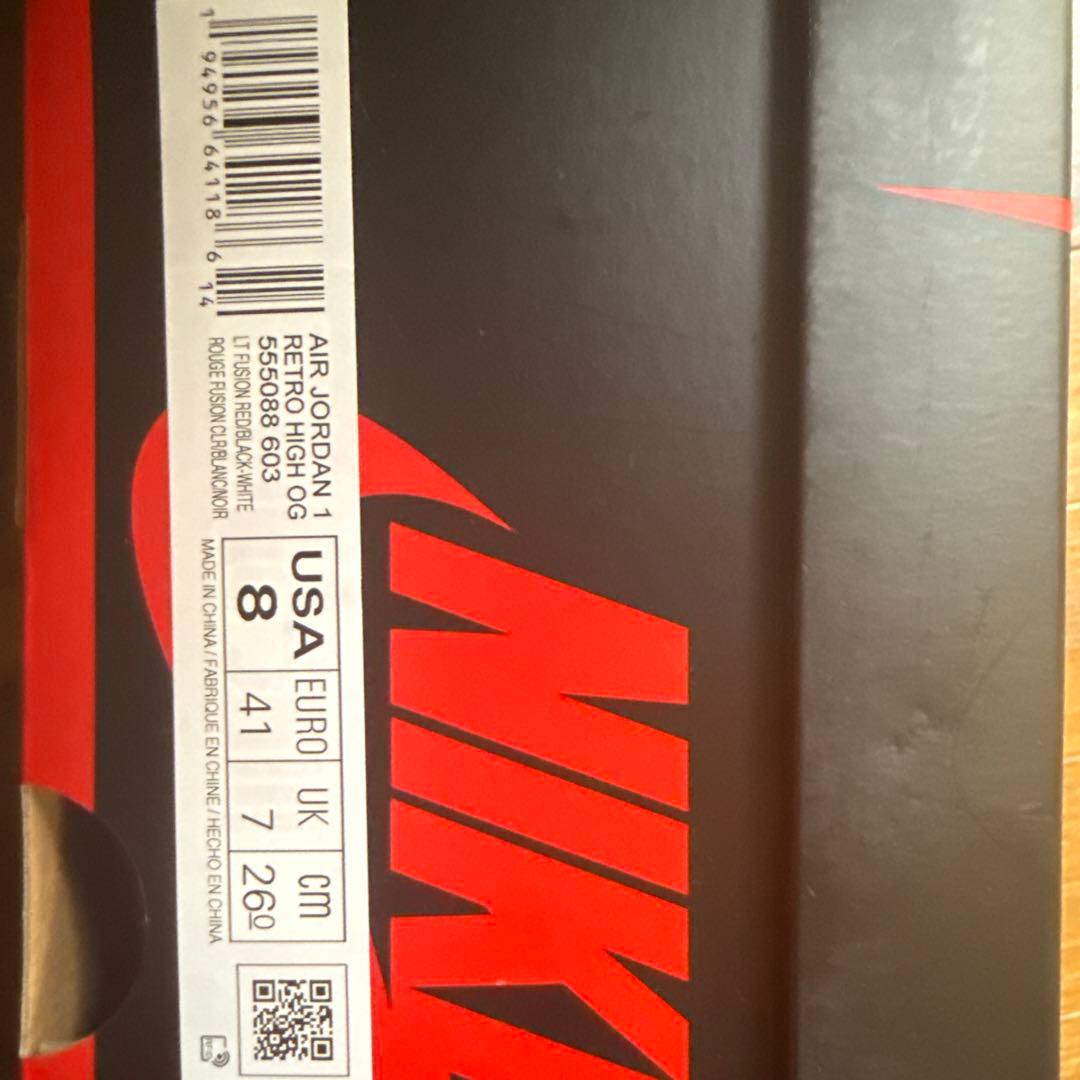 1 94956 64118 6 14
AIR JORDAN 1
RETRO HIGH OG
555088 603
LT FUSION RED/BLACK-WHITE
ROUGE FUSION CLR/BLANC/NOIR
USA EURO UK CM
8 41 7 260
MADE IN CHINA / FABRIQUE EN CHINE / HECHO EN CHINA
NIKE